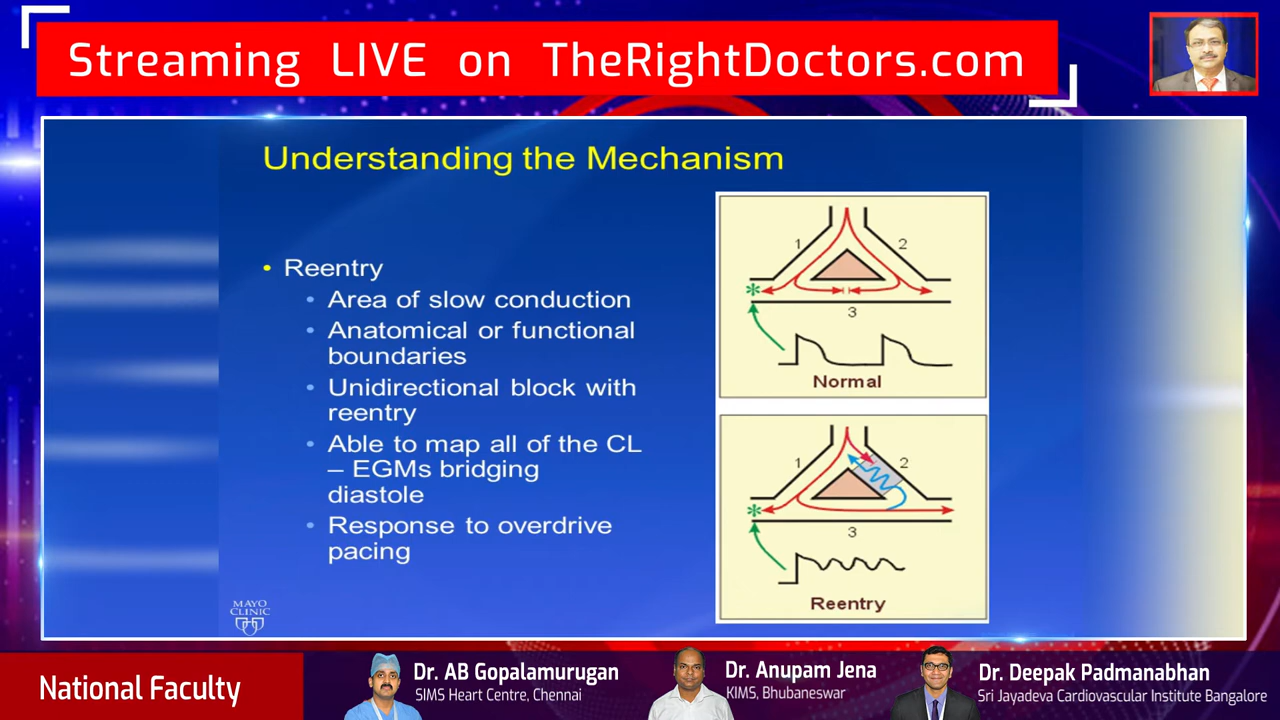 Streaming LIVE on TheRightDoctors.com
Understanding the Mechanism
• Reentry
• Area of slow conduction
• Anatomical or functional
boundaries
• Unidirectional block with
reentry
• Able to map all of the CL
– EGMs bridging
diastole
• Response to overdrive
pacing
1
2
*
3
Normal
1
2
*
3
Reentry
MAYO
CLINIC
National Faculty
Dr. AB Gopalamurugan
SIMS Heart Centre, Chennai
Dr. Anupam Jena
KIMS, Bhubaneswar
Dr. Deepak Padmanabhan
Sri Jayadeva Cardiovascular Institute Bangalore